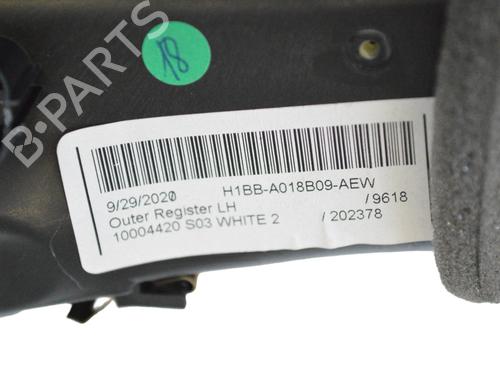 18
B-PARTS
9/29/2020 H1BB-A018B09-AEW
Outer Register LH / 9618
10004420 S03 WHITE 2 / 202378